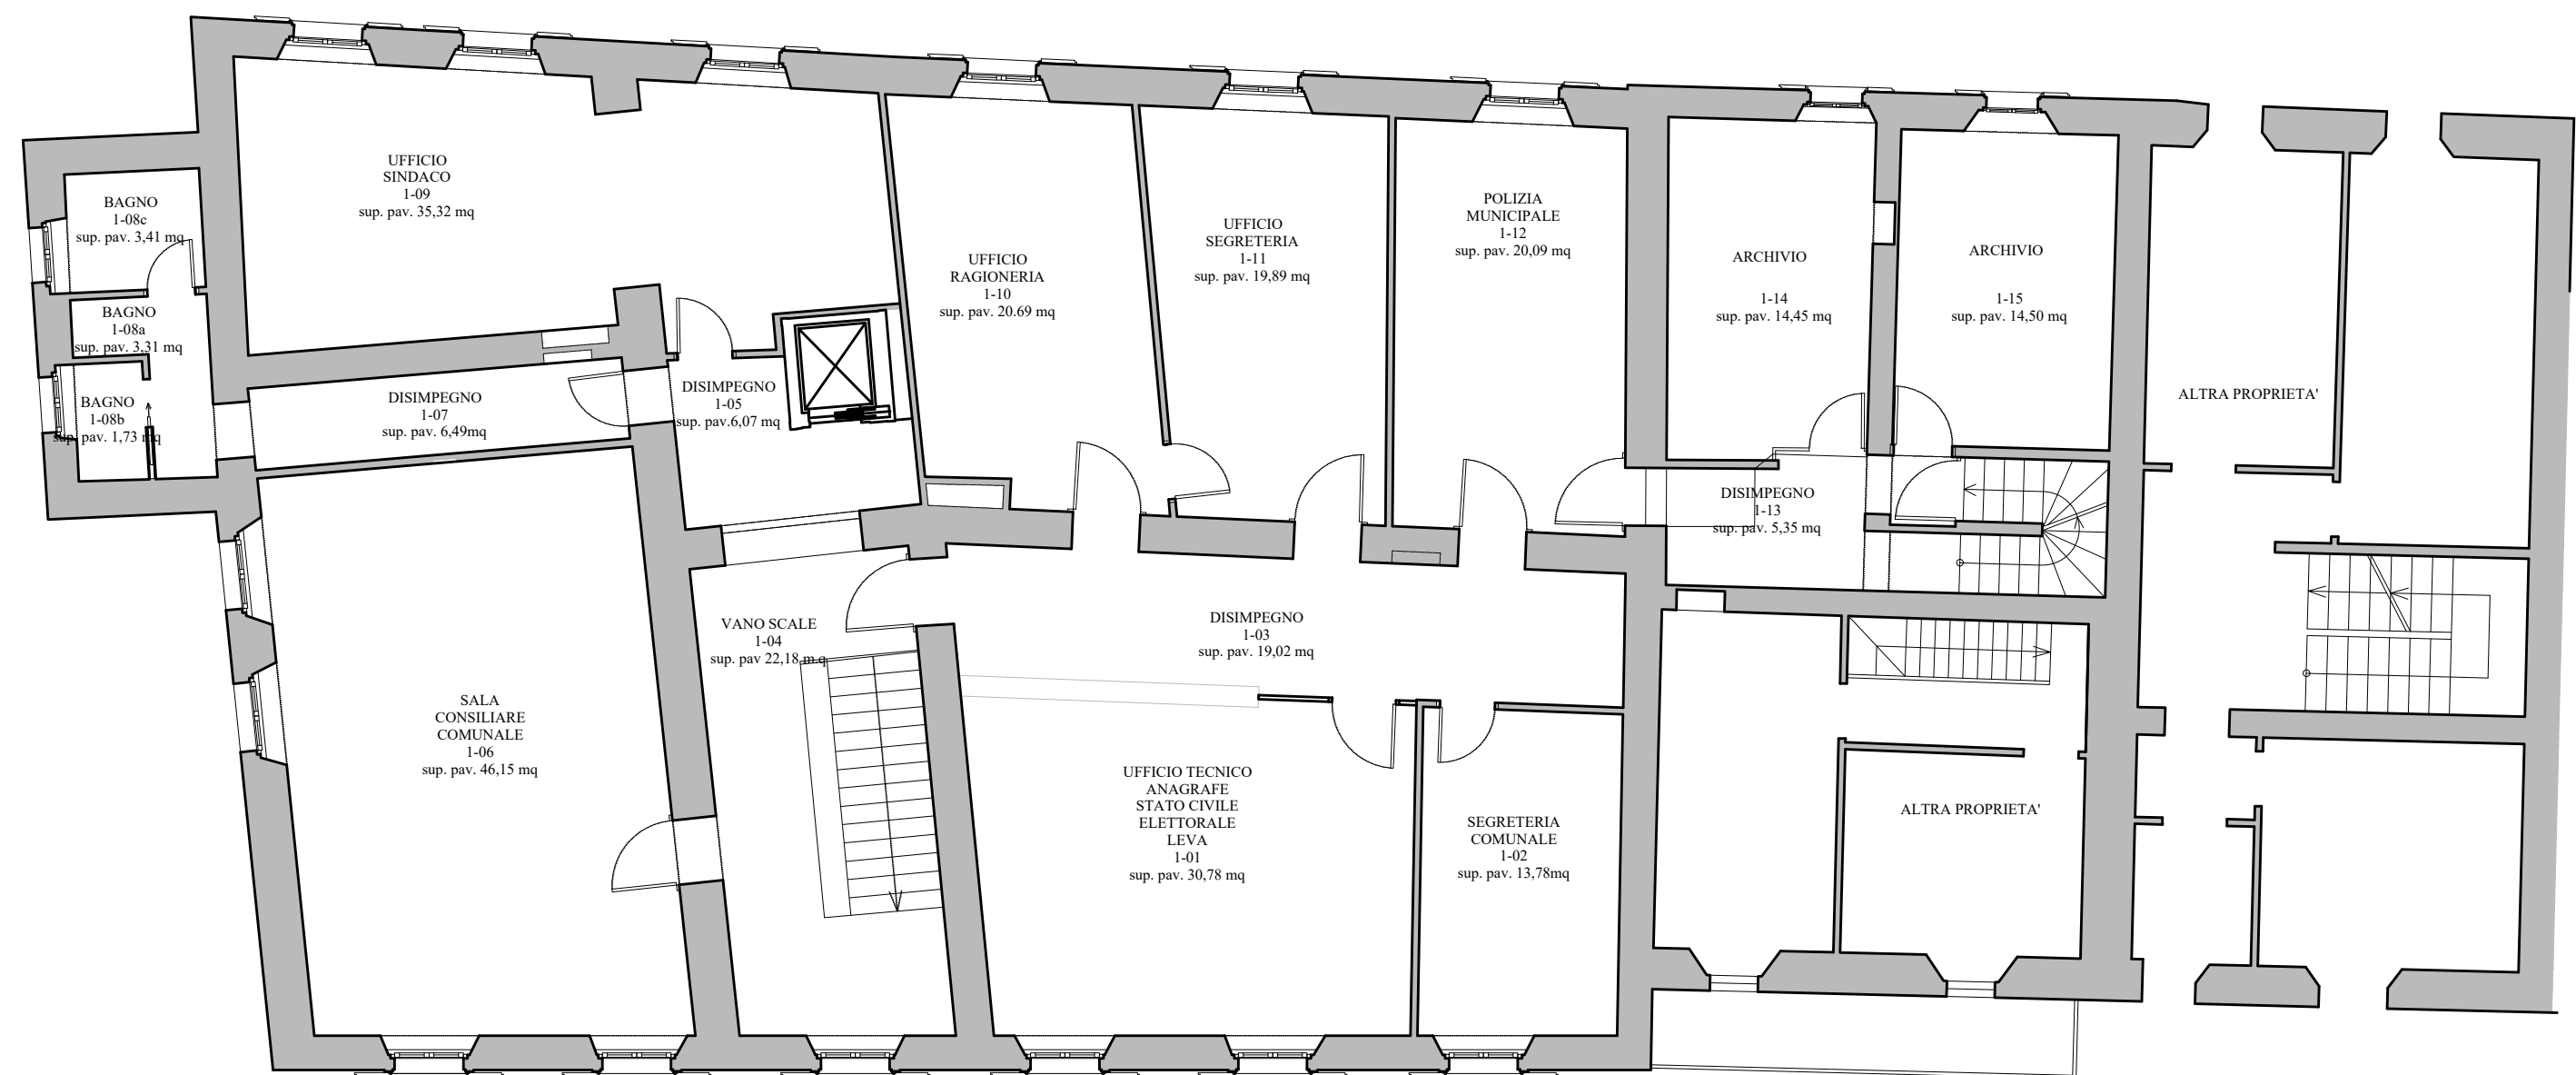 UFFICIO
SINDACO
1-09
sup. pav. 35,32 mq
BAGNO
1-08c
sup. pav. 3,41 mq
BAGNO
1-08a
sup. pav. 3,31 mq
BAGNO
1-08b
sup. pav. 1,73 mq
DISIMPEGNO
1-07
sup. pav. 6,49mq
DISIMPEGNO
1-05
sup. pav.6,07 mq
UFFICIO
RAGIONERIA
1-10
sup. pav. 20.69 mq
UFFICIO
SEGRETERIA
1-11
sup. pav. 19,89 mq
POLIZIA
MUNICIPALE
1-12
sup. pav. 20,09 mq
ARCHIVIO
1-14
sup. pav. 14,45 mq
ARCHIVIO
1-15
sup. pav. 14,50 mq
ALTRA PROPRIETA'
DISIMPEGNO
1-13
sup. pav. 5,35 mq
VANO SCALE
1-04
sup. pav 22,18 m.q
DISIMPEGNO
1-03
sup. pav. 19,02 mq
SALA
CONSILIARE
COMUNALE
1-06
sup. pav. 46,15 mq
UFFICIO TECNICO
ANAGRAFE
STATO CIVILE
ELETTORALE
LEVA
1-01
sup. pav. 30,78 mq
SEGRETERIA
COMUNALE
1-02
sup. pav. 13,78mq
ALTRA PROPRIETA'